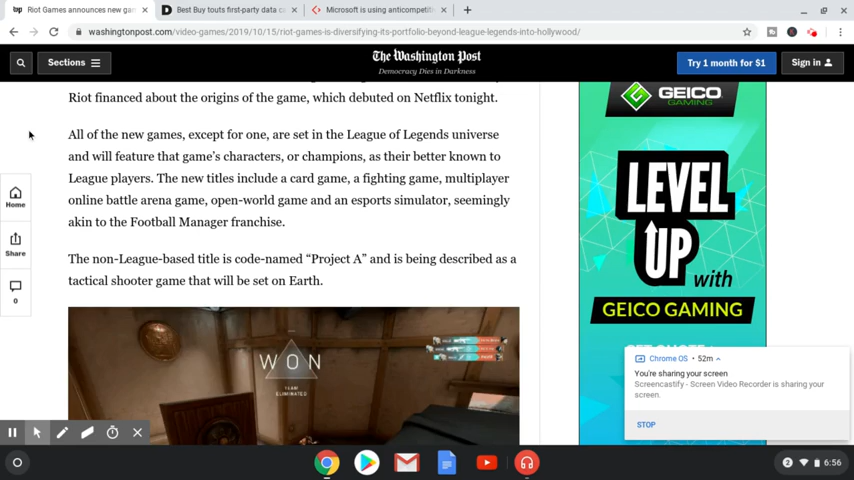 Riot Games announces new gam
Best Buy touts first-party data c
Microsoft is using anticompetiti
washingtonpost.com/video-games/2019/10/15/riot-games-is-diversifying-its-portfolio-beyond-league-legends-into-hollywood/
Sections
The Washington Post
Democracy Dies in Darkness
Try 1 month for $1
Sign in
Riot financed about the origins of the game, which debuted on Netflix tonight.
All of the new games, except for one, are set in the League of Legends universe
and will feature that game's characters, or champions, as their better known to
League players. The new titles include a card game, a fighting game, multiplayer
online battle arena game, open-world game and an esports simulator, seemingly
akin to the Football Manager franchise.
The non-League-based title is code-named “Project A” and is being described as a
tactical shooter game that will be set on Earth.
Home
Share
0
WON
TEAM
ELIMINATED
GEICO
GAMING
LEVEL
UP
with
GEICO GAMING
Chrome OS • 52m
You're sharing your screen
Screencastify - Screen Video Recorder is sharing your
screen.
STOP
2
6:56